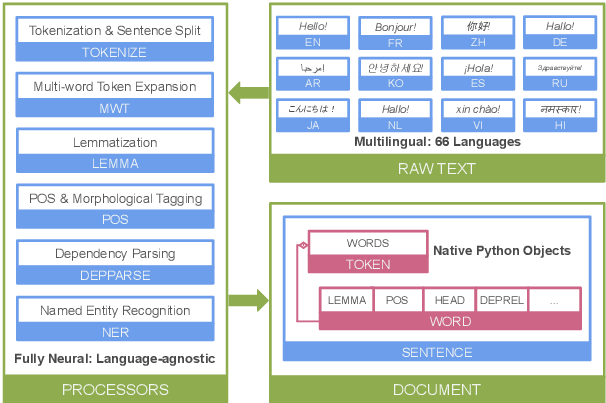 Tokenization & Sentence Split
TOKENIZE
Multi-word Token Expansion
MWT
Lemmatization
LEMMA
POS & Morphological Tagging
POS
Dependency Parsing
DEPPARSE
Named Entity Recognition
NER
Fully Neural: Language-agnostic
PROCESSORS
Hello! Bonjour! 你好! Hallo!
EN FR ZH DE
امرحبا 안녕하세요! ¡Hola! Здравствуйте!
AR KO ES RU
こんにちは! Hallo! xin chào! नमस्कार!
JA NL VI HI
Multilingual: 66 Languages
RAW TEXT
WORDS
TOKEN
Native Python Objects
LEMMA POS HEAD DEPREL ...
WORD
SENTENCE
DOCUMENT